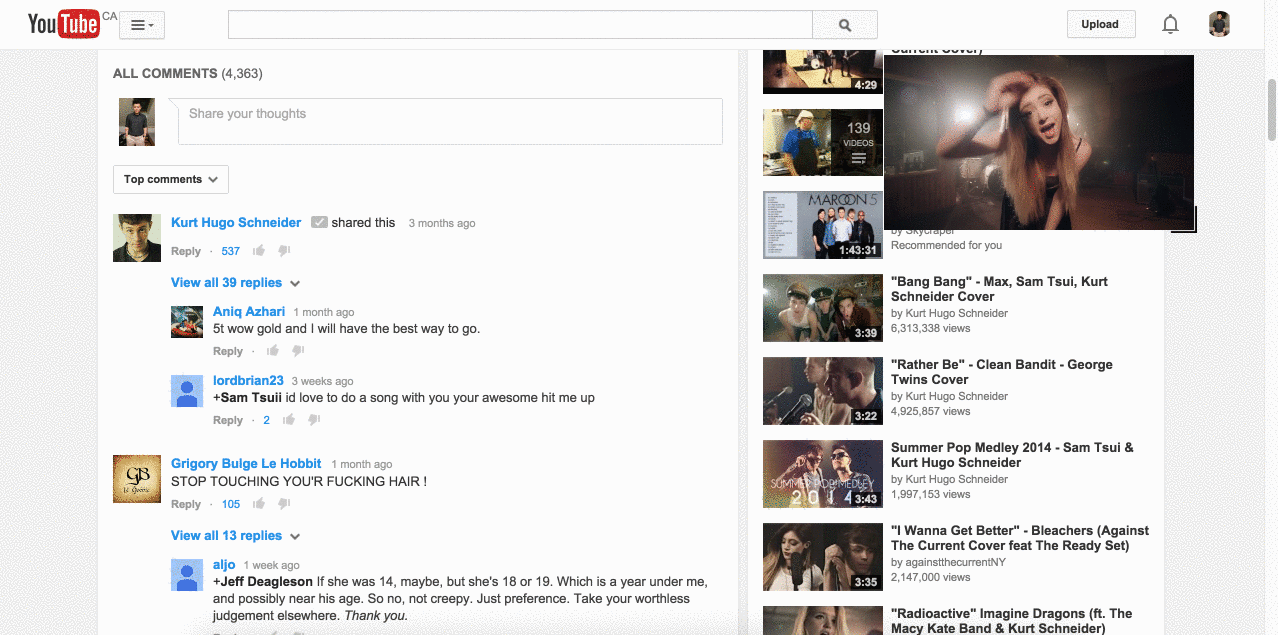 YouTube CA
Upload
ALL COMMENTS (4,363)
Share your thoughts
Top comments
Kurt Hugo Schneider shared this 3 months ago
Reply · 537
View all 39 replies
Aniq Azhari 1 month ago
5t wow gold and I will have the best way to go.
Reply ·
lordbrian23 3 weeks ago
+Sam Tsuii id love to do a song with you your awesome hit me up
Reply · 2
GB
Grigory Bulge Le Hobbit 1 month ago
STOP TOUCHING YOU'R FUCKING HAIR !
Reply · 105
View all 13 replies
aljo 1 week ago
+Jeff Deagleson If she was 14, maybe, but she's 18 or 19. Which is a year under me,
and possibly near his age. So no, not creepy. Just preference. Take your worthless
judgement elsewhere. Thank you.
Current Cover)
4:29
139
VIDEOS
MAROON 5
1:43:31
by Skycraper
Recommended for you
"Bang Bang" - Max, Sam Tsui, Kurt
Schneider Cover
by Kurt Hugo Schneider
6,313,338 views
3:39
"Rather Be" - Clean Bandit - George
Twins Cover
by Kurt Hugo Schneider
4,925,857 views
3:22
Summer Pop Medley 2014 - Sam Tsui &
Kurt Hugo Schneider
by Kurt Hugo Schneider
1,997,153 views
SUMMER POP MEDLEY
2014
3:43
"I Wanna Get Better" - Bleachers (Against
The Current Cover feat The Ready Set)
by againstthecurrentNY
2,147,000 views
3:35
"Radioactive" Imagine Dragons (ft. The
Macy Kate Band & Kurt Schneider)